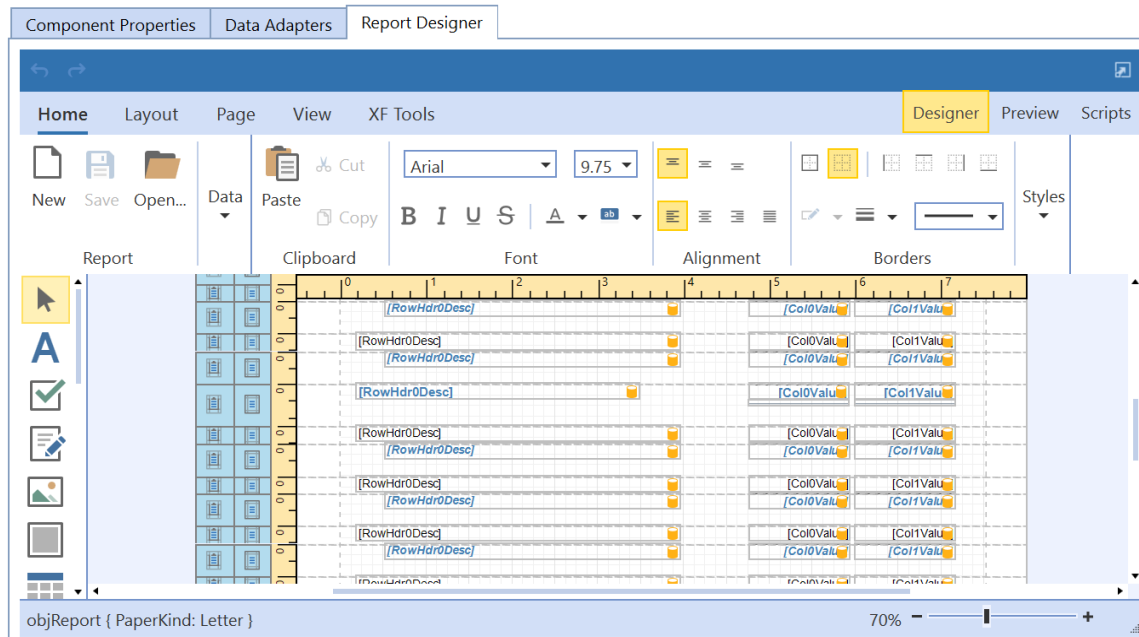 Component Properties Data Adapters Report Designer
Home Layout Page View XF Tools Designer Preview Scripts
New Save Open... Data Paste Cut Copy Arial 9.75 Styles
B I U S A ab
Report Clipboard Font Alignment Borders
0 1 2 3 4 5 6 7
[RowHdr0Desc] [Col0Valu [Col1Valu
[RowHdr0Desc] [Col0Valu [Col1Valu
[RowHdr0Desc] [Col0Valu [Col1Valu
[RowHdr0Desc] [Col0Valu [Col1Valu
[RowHdr0Desc] [Col0Valu [Col1Valu
[RowHdr0Desc] [Col0Valu [Col1Valu
[RowHdr0Desc] [Col0Valu [Col1Valu
[RowHdr0Desc] [Col0Valu [Col1Valu
[RowHdr0Desc] [Col0Valu [Col1Valu
[RowHdr0Desc] [Col0Valu [Col1Valu
[RowHdr0Desc] [Col0Valu [Col1Valu
objReport { PaperKind: Letter } 70%